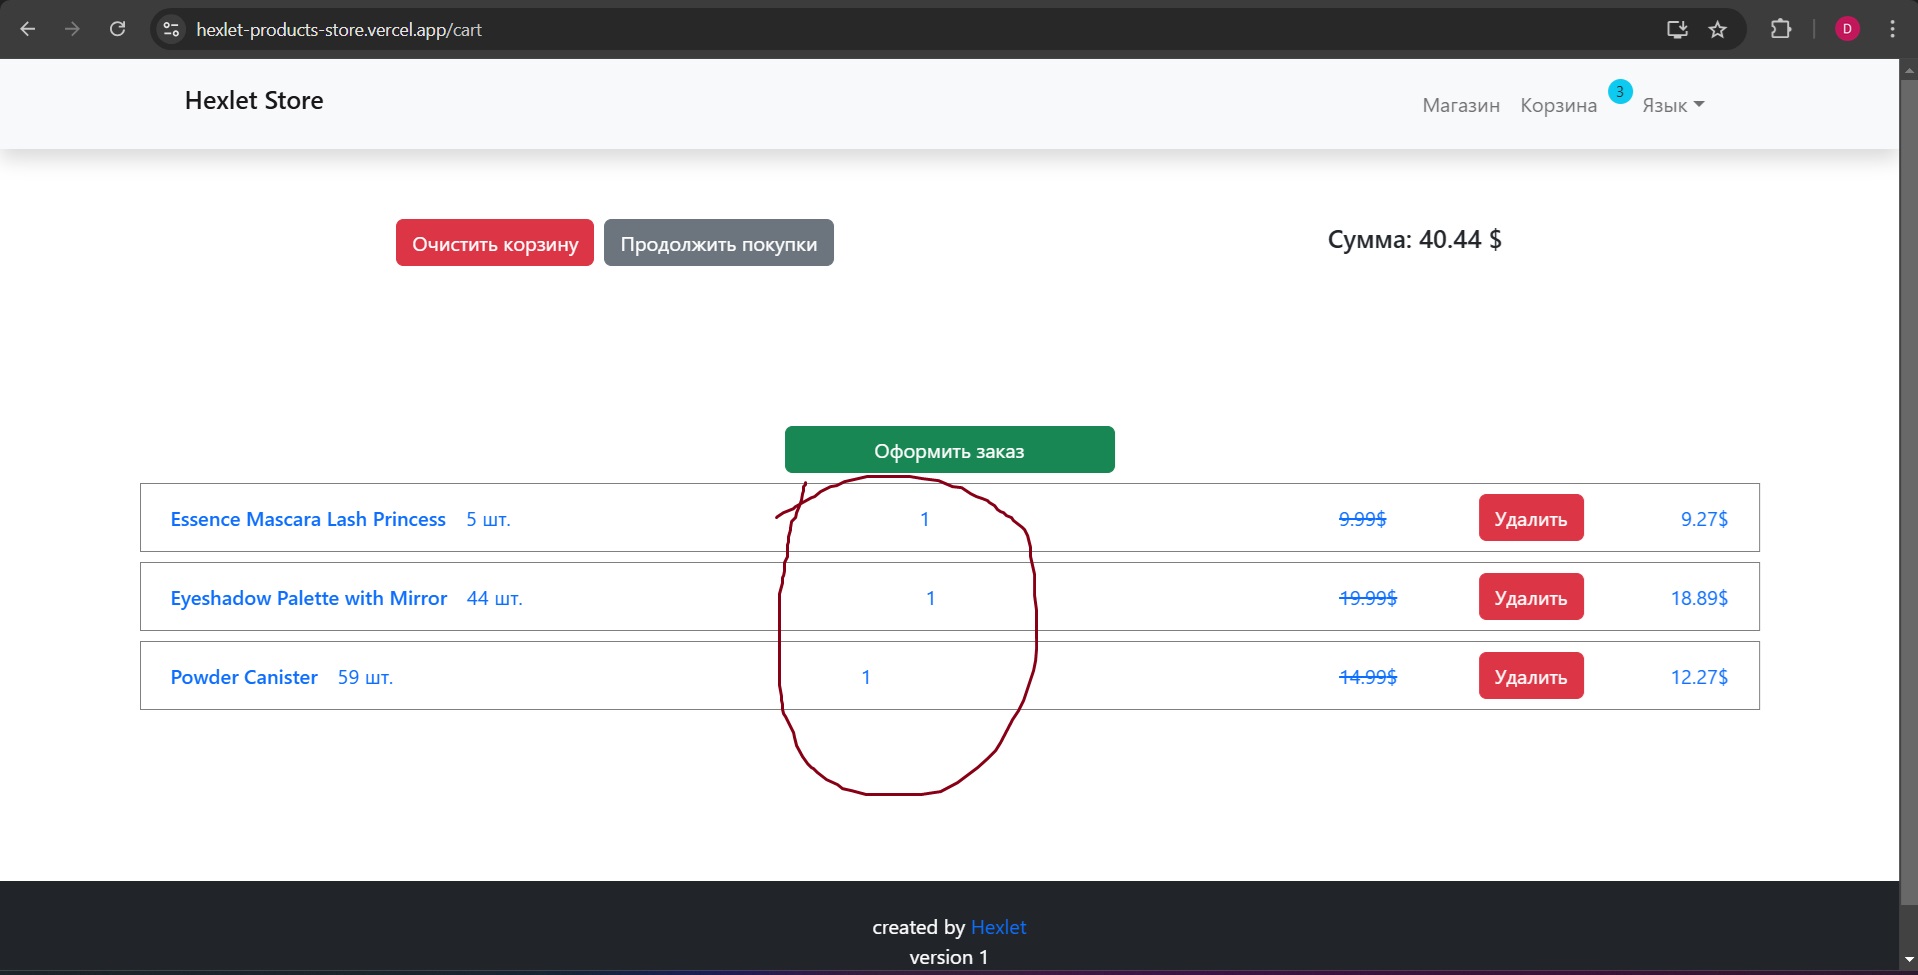 hexlet-products-store.vercel.app/cart
D
Hexlet Store
Магазин Корзина 3 Язык
Очистить корзину Продолжить покупки Сумма: 40.44 $
Оформить заказ
Essence Mascara Lash Princess 5 шт. 1 9.99$ Удалить 9.27$
Eyeshadow Palette with Mirror 44 шт. 1 19.99$ Удалить 18.89$
Powder Canister 59 шт. 1 14.99$ Удалить 12.27$
created by Hexlet
version 1